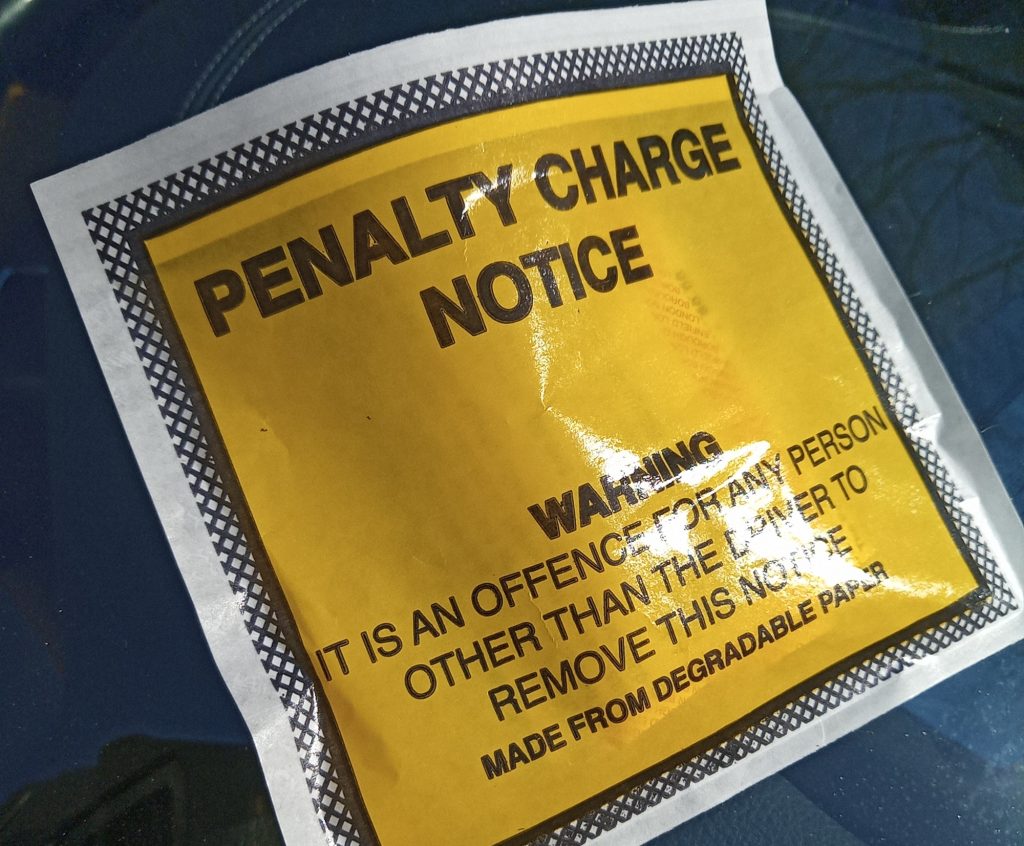 PENALTY CHARGE
NOTICE
WARNING
IT IS AN OFFENCE FOR ANY PERSON
OTHER THAN THE DRIVER TO
REMOVE THIS NOTICE
MADE FROM DEGRADABLE PAPER